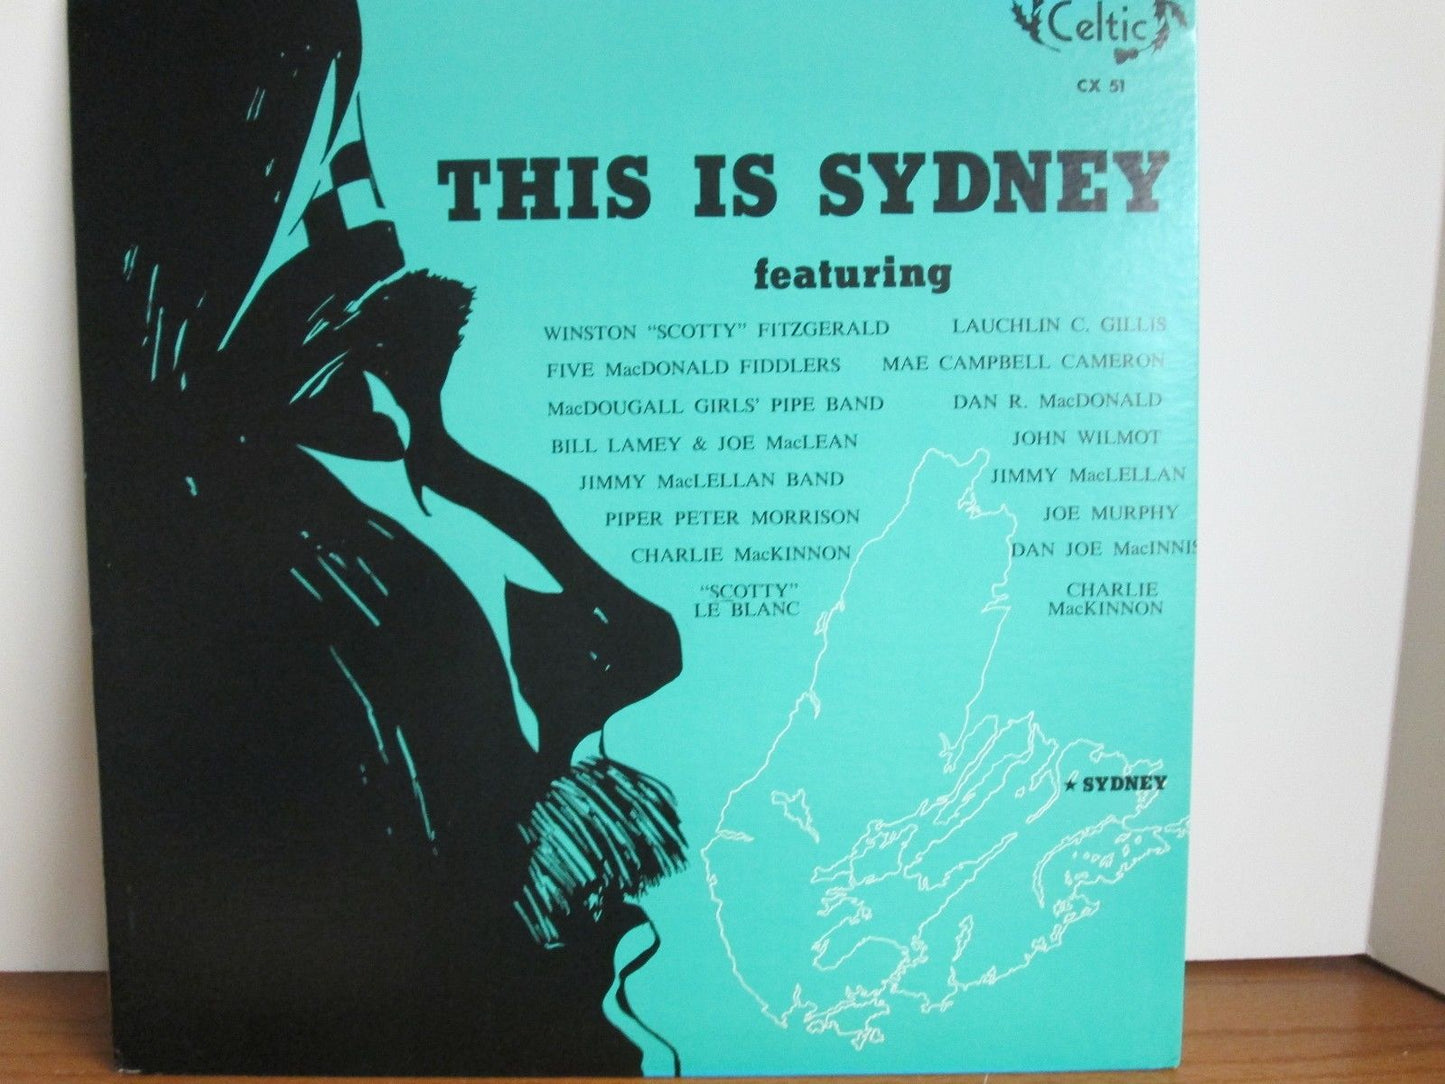 Celtic
CX 51
THIS IS SYDNEY
featuring
WINSTON “SCOTTY” FITZGERALD LAUCHLIN C. GILLIS
FIVE MacDONALD FIDDLERS MAE CAMPBELL CAMERON
MacDOUGALL GIRLS’ PIPE BAND DAN R. MacDONALD
BILL LAMEY & JOE MacLEAN JOHN WILMOT
JIMMY MacLELLAN BAND JIMMY MacLELLAN
PIPER PETER MORRISON JOE MURPHY
CHARLIE MacKINNON DAN JOE MacINNIS
“SCOTTY” CHARLIE
LE BLANC MacKINNON
★ SYDNEY